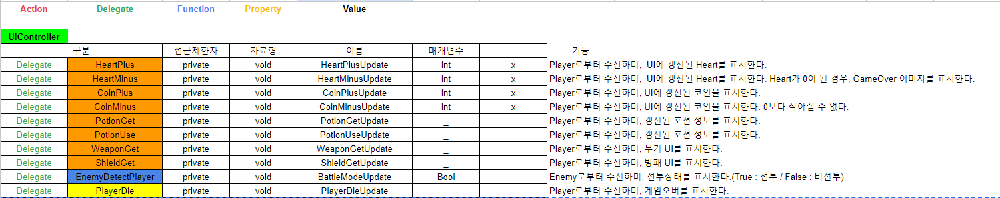 Action Delegate Function Property Value
UIController
구분 접근제한자 자료형 이름 매개변수 기능
Delegate HeartPlus private void HeartPlusUpdate int x Player로부터 수신하며, UI에 갱신된 Heart를 표시한다.
Delegate HeartMinus private void HeartMinusUpdate int x Player로부터 수신하며, UI에 갱신된 Heart를 표시한다. Heart가 0이 된 경우, GameOver 이미지를 표시한다.
Delegate CoinPlus private void CoinPlusUpdate int x Player로부터 수신하며, UI에 갱신된 코인을 표시한다.
Delegate CoinMinus private void CoinMinusUpdate int x Player로부터 수신하며, UI에 갱신된 코인을 표시한다. 0보다 작아질 수 없다.
Delegate PotionGet private void PotionGetUpdate _ Player로부터 수신하며, 갱신된 포션 정보를 표시한다.
Delegate PotionUse private void PotionUseUpdate _ Player로부터 수신하며, 갱신된 포션 정보를 표시한다.
Delegate WeaponGet private void WeaponGetUpdate _ Player로부터 수신하며, 무기 UI를 표시한다.
Delegate ShieldGet private void ShieldGetUpdate _ Player로부터 수신하며, 방패 UI를 표시한다.
Delegate EnemyDetectPlayer private void BattleModeUpdate Bool Enemy로부터 수신하며, 전투상태를 표시한다.(True : 전투 / False : 비전투)
Delegate PlayerDie private void PlayerDieUpdate Player로부터 수신하며, 게임오버를 표시한다.